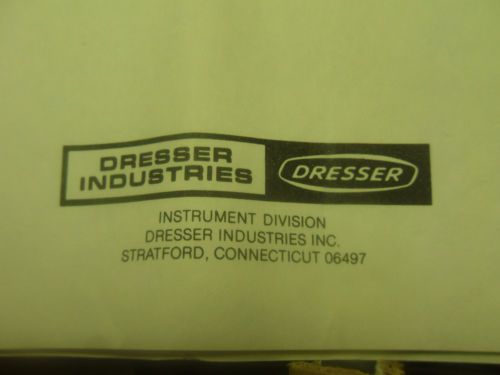 DRESSER
INDUSTRIES
DRESSER
INSTRUMENT DIVISION
DRESSER INDUSTRIES INC.
STRATFORD, CONNECTICUT 06497